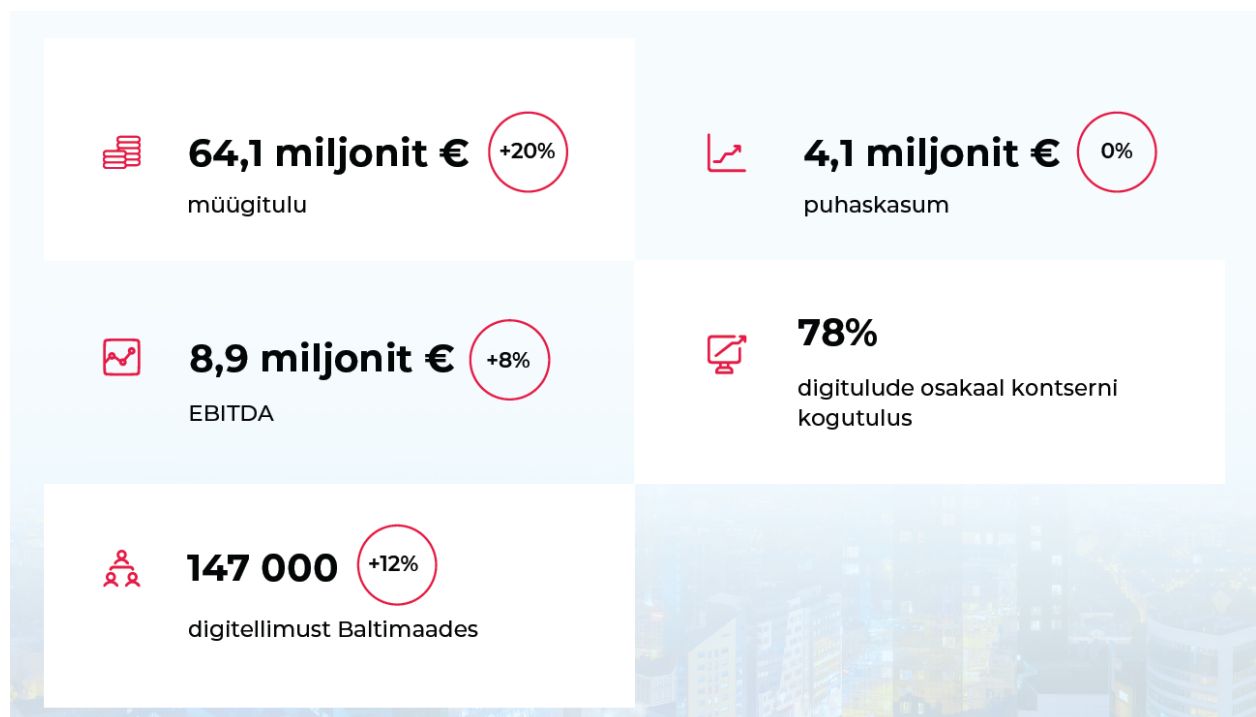 64,1 miljonit € +20%
müügitulu
4,1 miljonit € 0%
puhaskasum
8,9 miljonit € +8%
EBITDA
78%
digitulude osakaal kontserni
kogutulus
147 000 +12%
digitellimust Baltimaades